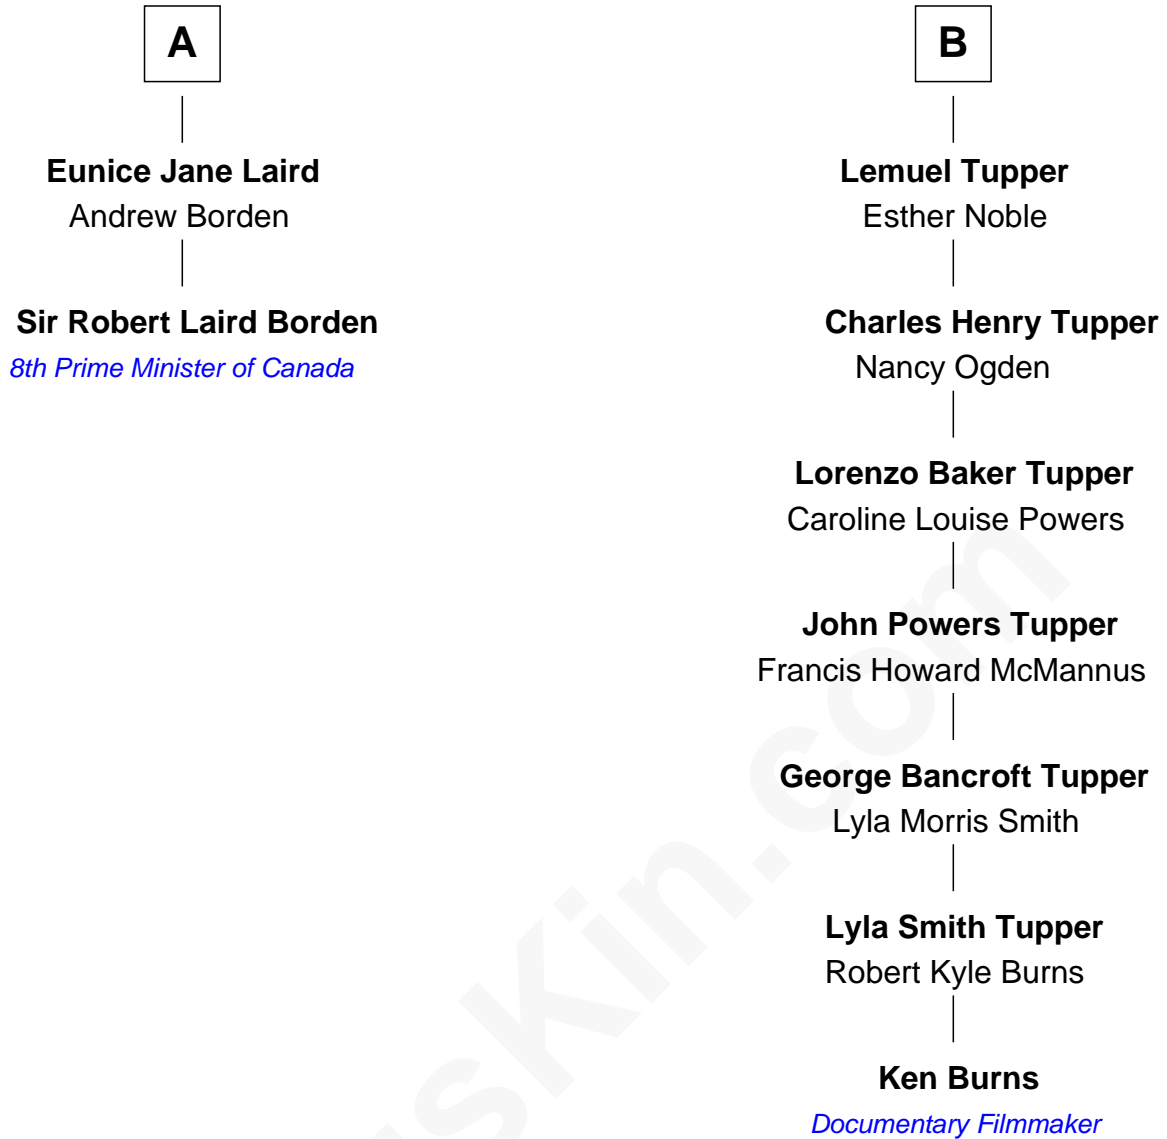 A
Eunice Jane Laird
Andrew Borden
Sir Robert Laird Borden
8th Prime Minister of Canada
B
Lemuel Tupper
Esther Noble
Charles Henry Tupper
Nancy Ogden
Lorenzo Baker Tupper
Caroline Louise Powers
John Powers Tupper
Francis Howard McMannus
George Bancroft Tupper
Lyla Morris Smith
Lyla Smith Tupper
Robert Kyle Burns
Ken Burns
Documentary Filmmaker